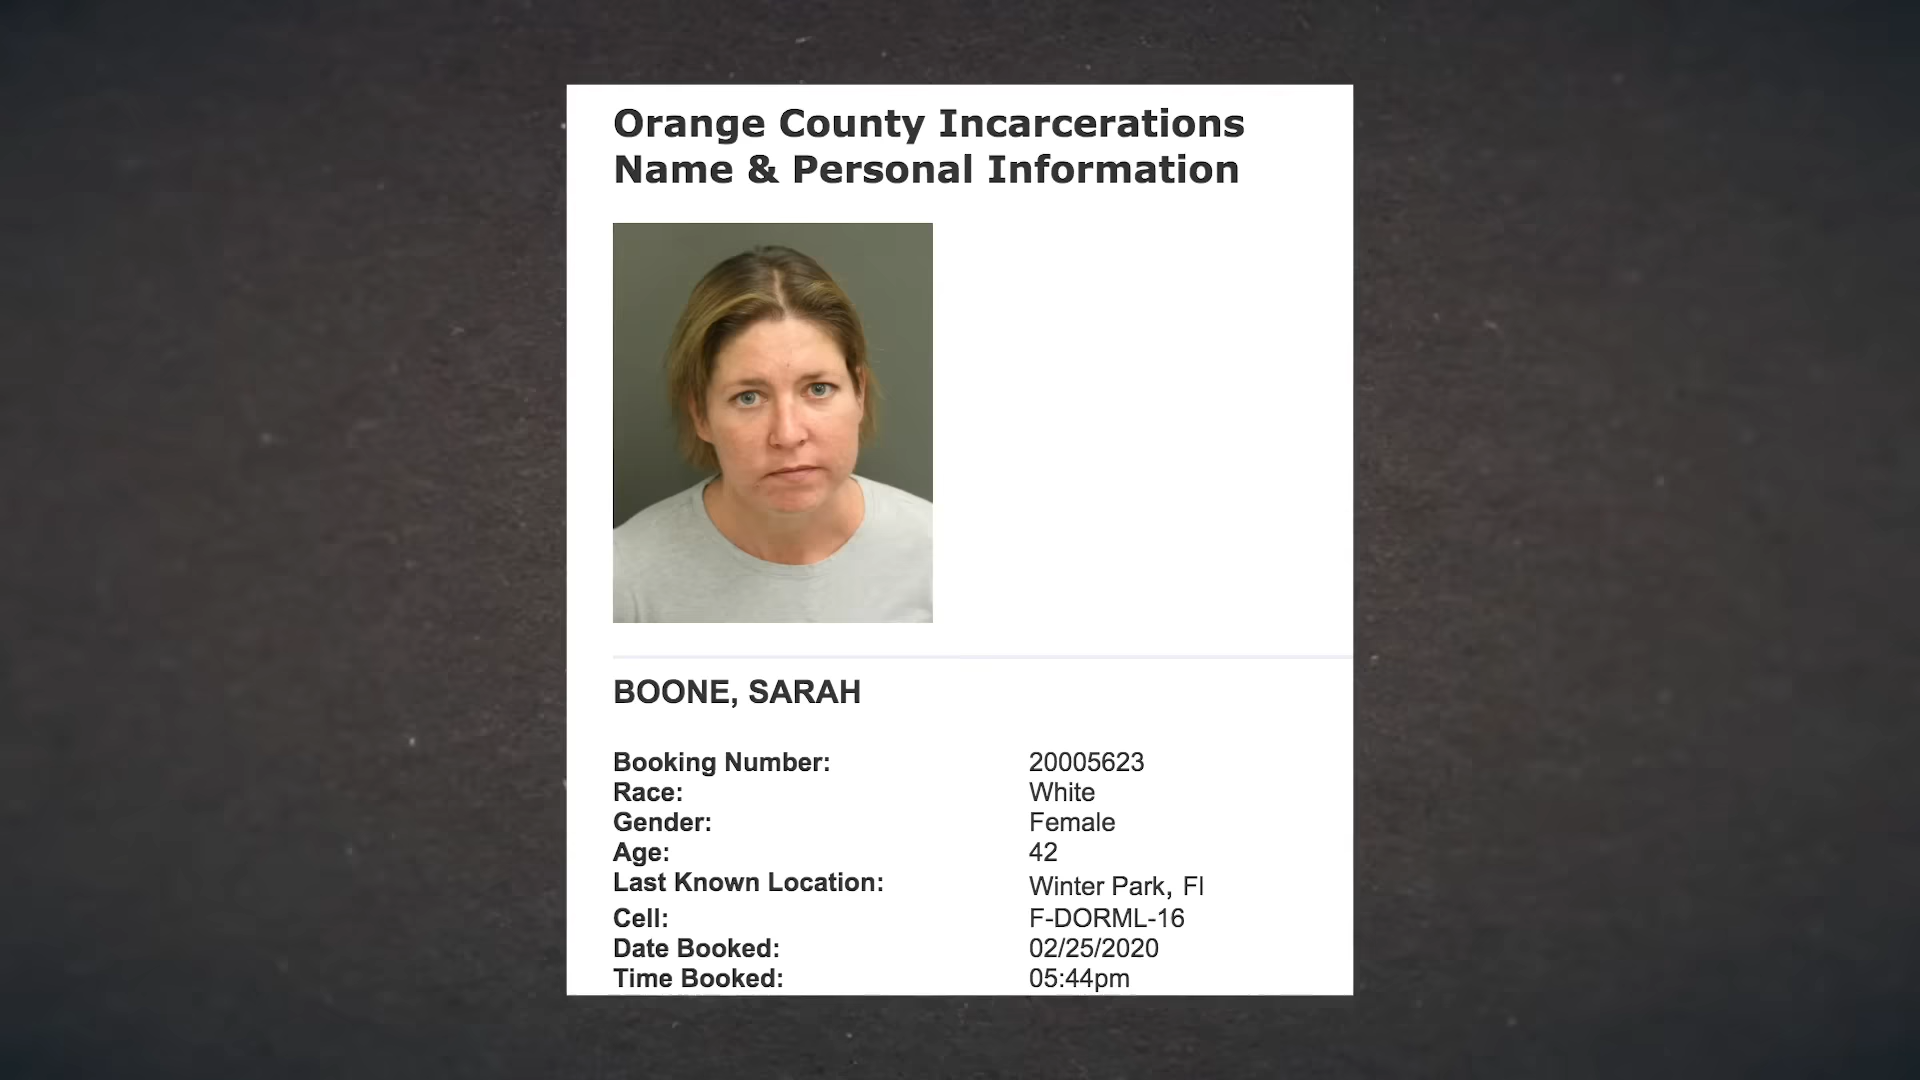 Orange County Incarcerations
Name & Personal Information
BOONE, SARAH
Booking Number: 20005623
Race: White
Gender: Female
Age: 42
Last Known Location: Winter Park, Fl
Cell: F-DORML-16
Date Booked: 02/25/2020
Time Booked: 05:44pm